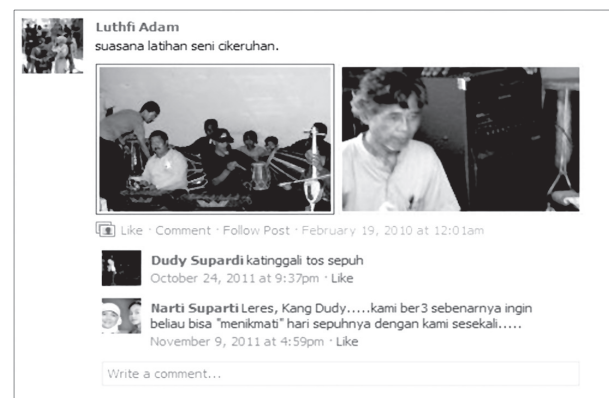 Luthfi Adam
suasana latihan seni cikeruhan.
Like · Comment · Follow Post · February 19, 2010 at 12:01am
Dudy Supardi katinggali tos sepuh
October 24, 2011 at 9:37pm · Like
Narti Suparti Leres, Kang Dudy.....kami ber3 sebenarnya ingin
beliau bisa "menikmati" hari sepuhnya dengan kami sesekali.....
November 9, 2011 at 4:59pm · Like
Write a comment...